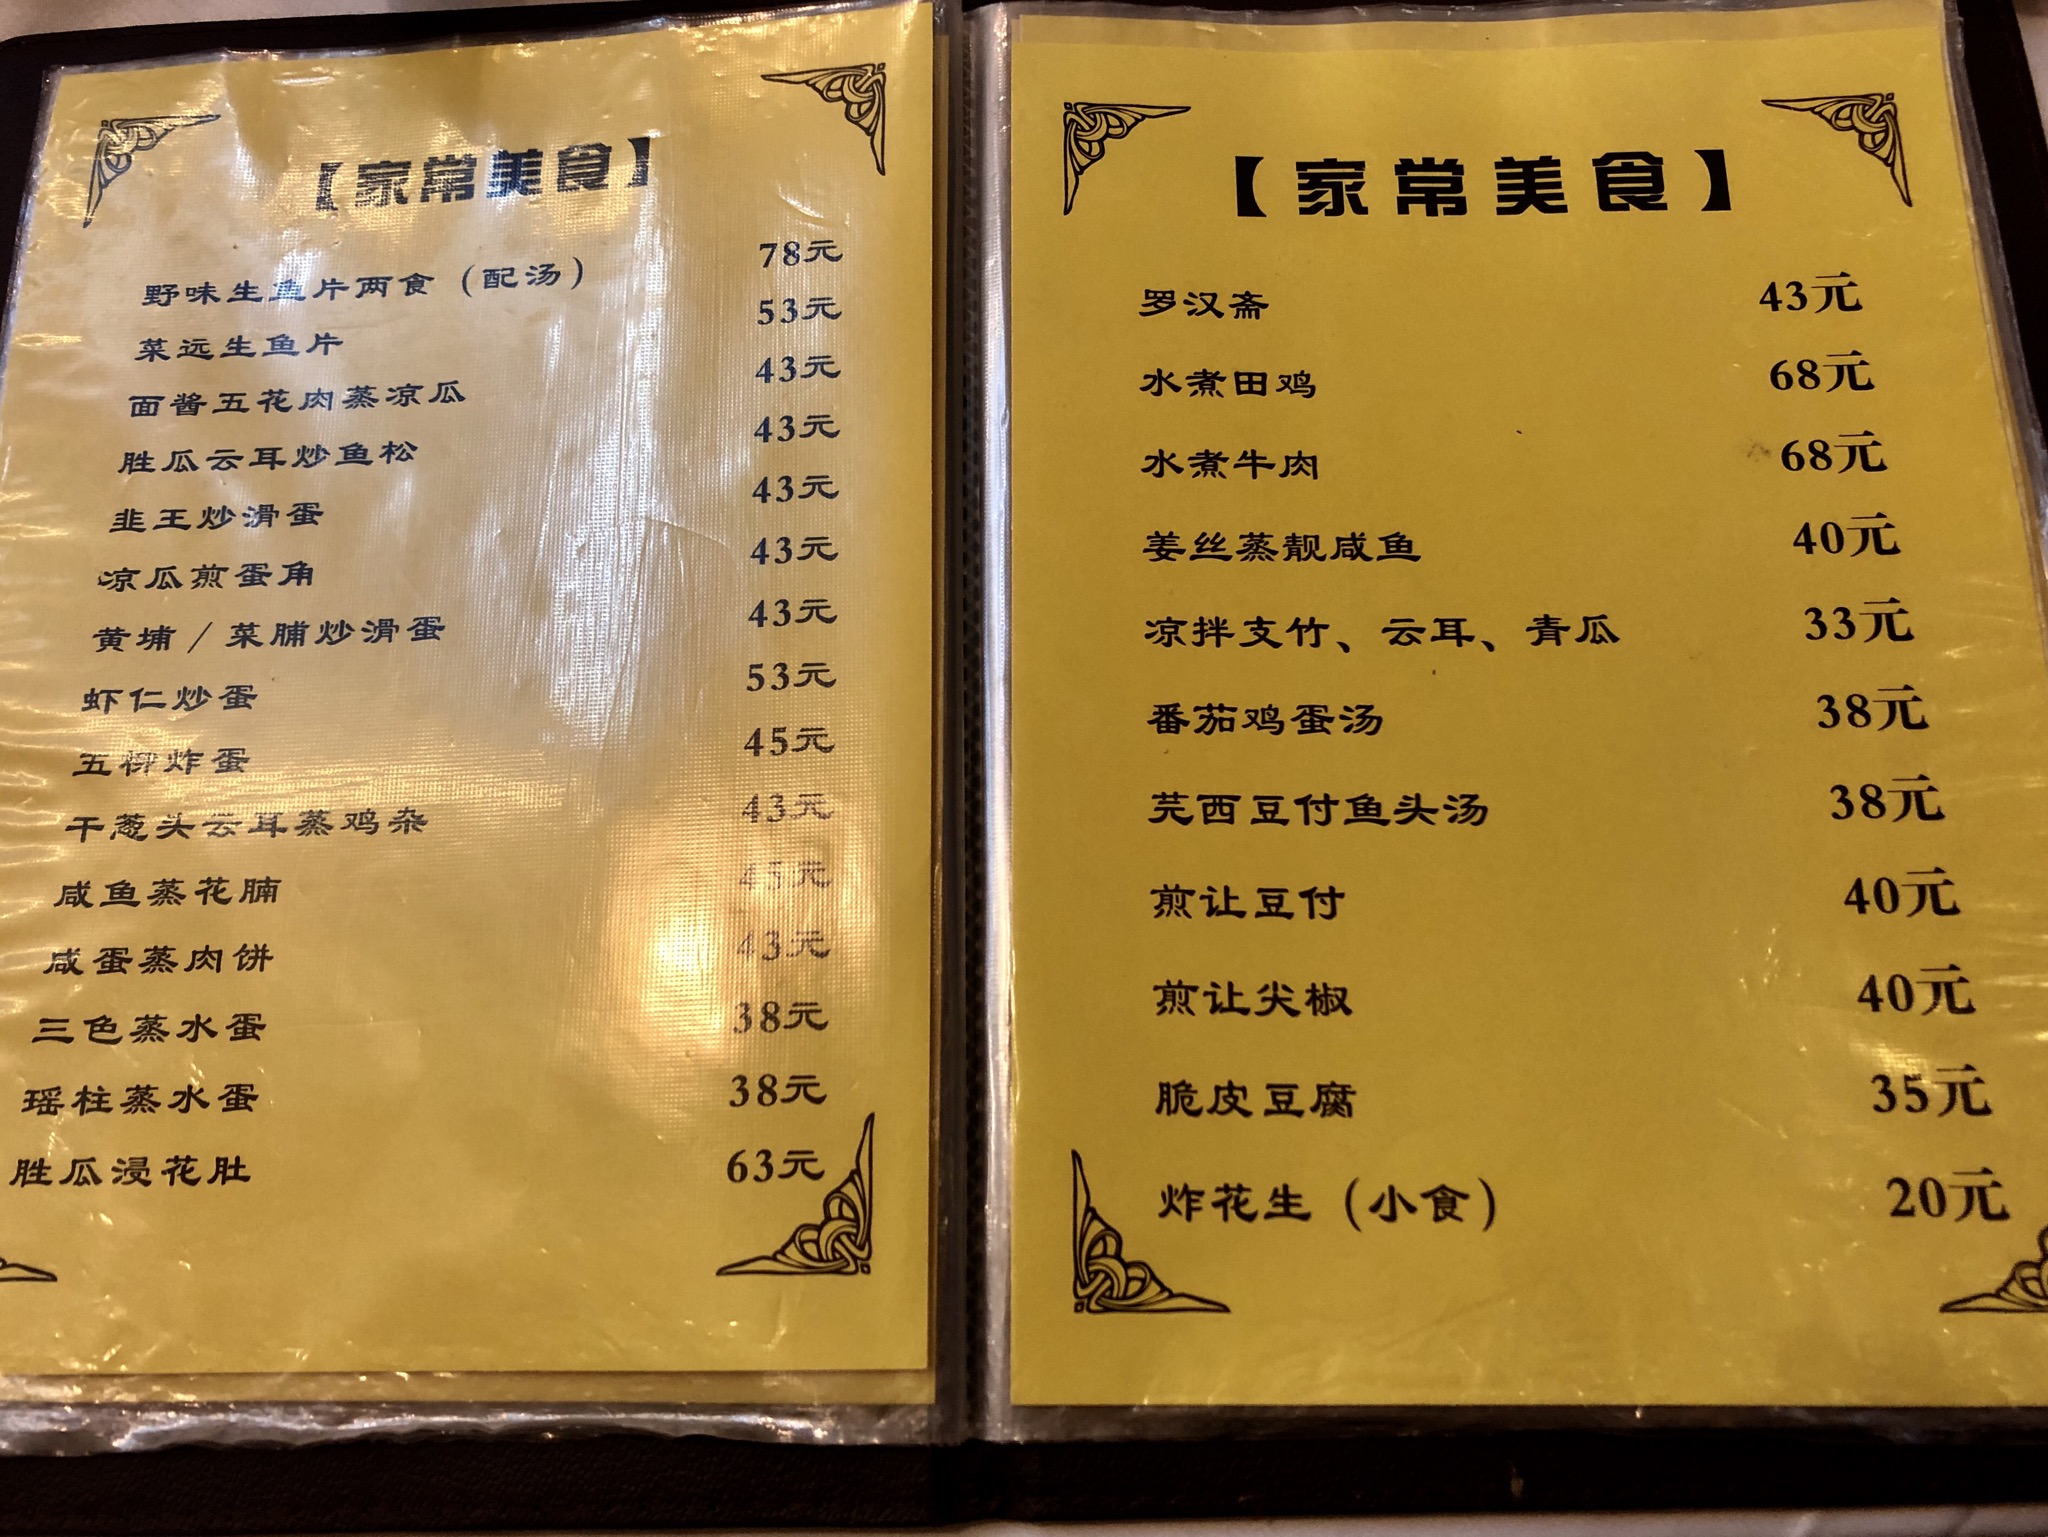 【家常美食】
野味生鱼片两食（配汤） 78元
菜远生鱼片 53元
面酱五花肉蒸凉瓜 43元
胜瓜云耳炒鱼松 43元
韭王炒滑蛋 43元
凉瓜煎蛋角 43元
黄埔/菜脯炒滑蛋 43元
虾仁炒蛋 53元
五柳炸蛋 45元
干葱头云耳蒸鸡杂 43元
咸鱼蒸花腩 45元
咸蛋蒸肉饼 43元
三色蒸水蛋 38元
瑶柱蒸水蛋 38元
胜瓜浸花肚 63元
【家常美食】
罗汉斋 43元
水煮田鸡 68元
水煮牛肉 68元
姜丝蒸靓咸鱼 40元
凉拌支竹、云耳、青瓜 33元
番茄鸡蛋汤 38元
芫西豆付鱼头汤 38元
煎让豆付 40元
煎让尖椒 40元
脆皮豆腐 35元
炸花生（小食） 20元